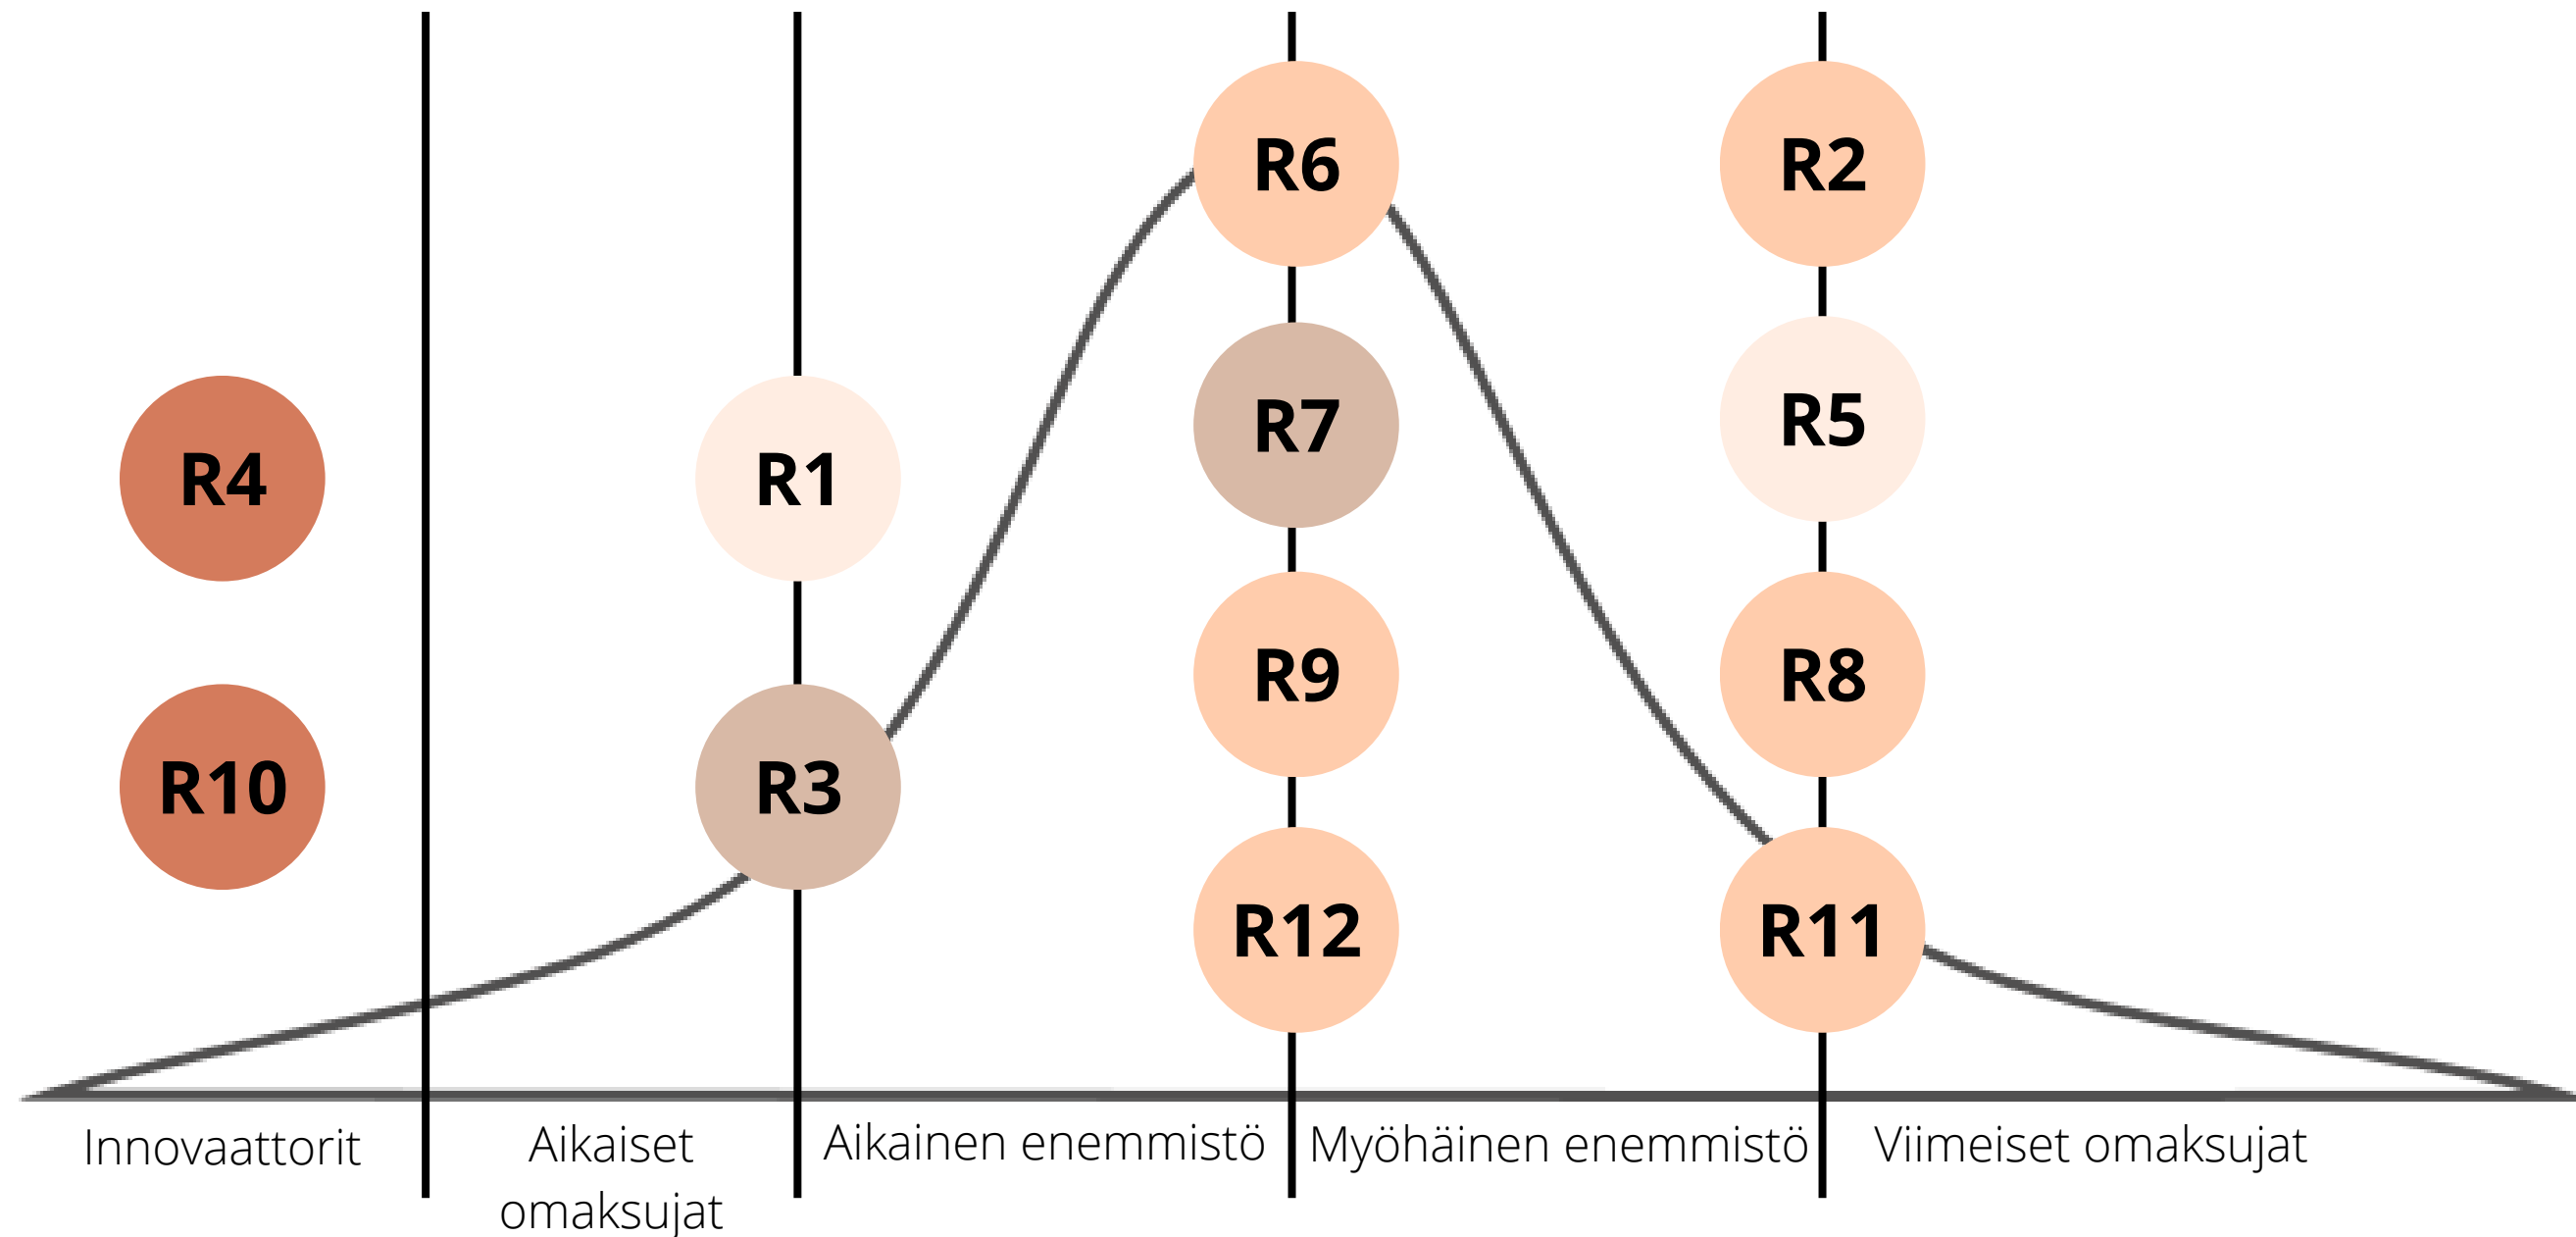 R6
R2
R7
R5
R4
R1
R9
R8
R10
R3
R12
R11
Innovaattorit
Aikaiset
omaksujat
Aikainen enemmistö
Myöhäinen enemmistö
Viimeiset omaksujat